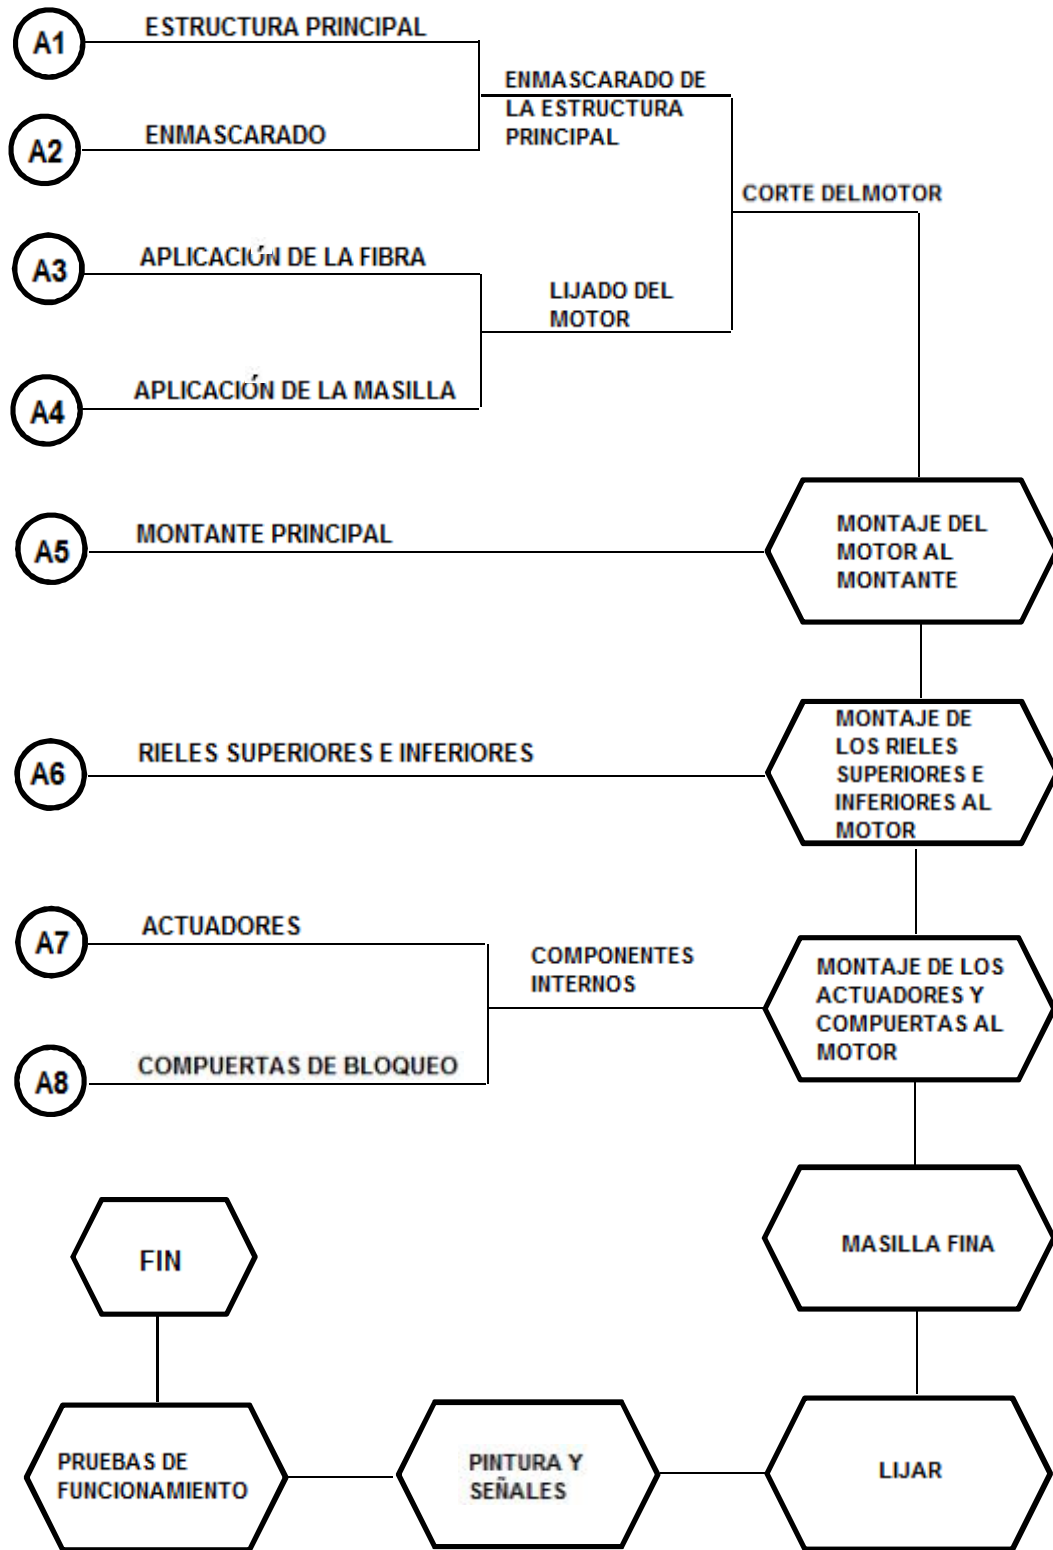 A1
ESTRUCTURA PRINCIPAL
ENMASCARADO DE
LA ESTRUCTURA
PRINCIPAL
A2
ENMASCARADO
CORTE DELMOTOR
A3
APLICACIÓN DE LA FIBRA
LIJADO DEL
MOTOR
A4
APLICACIÓN DE LA MASILLA
A5
MONTANTE PRINCIPAL
MONTAJE DEL
MOTOR AL
MONTANTE
A6
RIELES SUPERIORES E INFERIORES
MONTAJE DE
LOS RIELES
SUPERIORES E
INFERIORES AL
MOTOR
A7
ACTUADORES
COMPONENTES
INTERNOS
MONTAJE DE LOS
ACTUADORES Y
COMPUERTAS AL
MOTOR
A8
COMPUERTAS DE BLOQUEO
MASILLA FINA
FIN
PRUEBAS DE
FUNCIONAMIENTO
PINTURA Y
SEÑALES
LIJAR